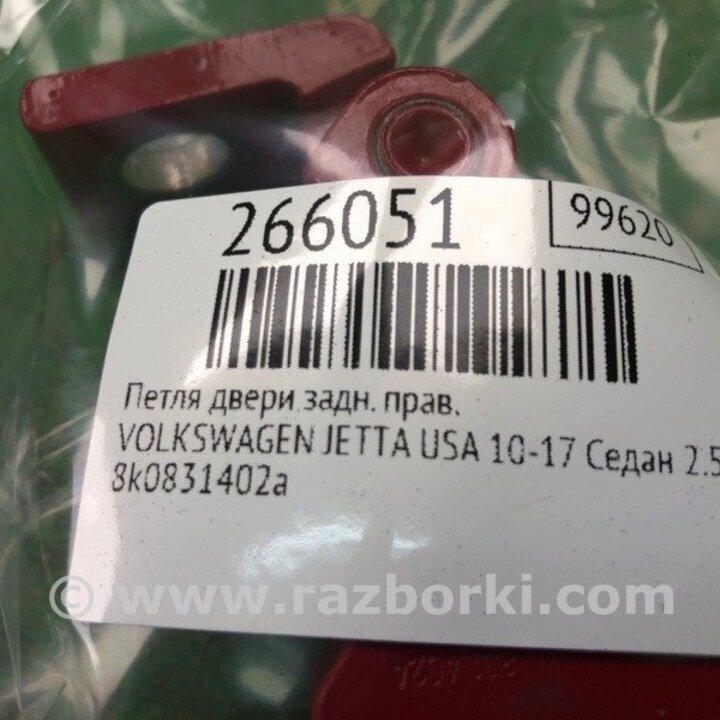 266051
99620
Петля двери задн. прав.
VOLKSWAGEN JETTA USA 10-17 Седан 2.5
8k0831402a
© www.razborki.com